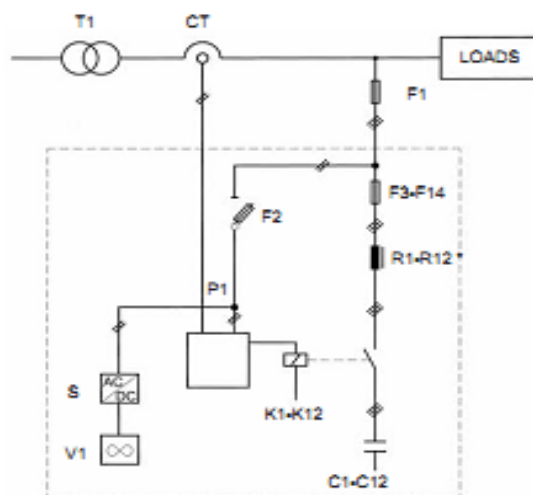 T1
CT
LOADS
F1
F3-F14
F2
R1-R12 *
P1
AC
DC
S
K1-K12
V1
C1-C12